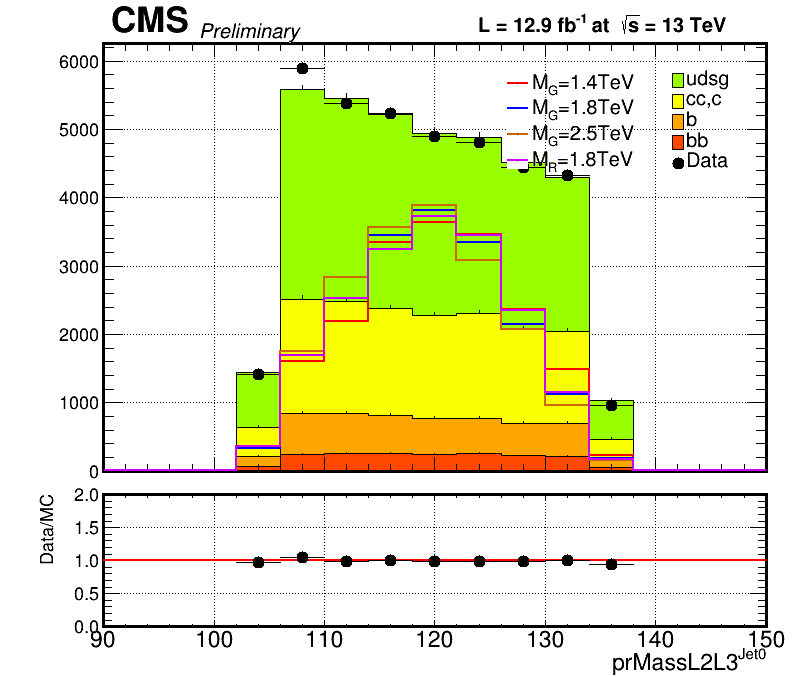 CMS Preliminary L = 12.9 fb⁻¹ at √s = 13 TeV
6000
5000
4000
3000
2000
1000
0
M_G=1.4TeV
M_G=1.8TeV
M_G=2.5TeV
M_R=1.8TeV
udsg
cc,c
b
bb
Data
Data/MC
2.0
1.5
1.0
0.5
0.0
90 100 110 120 130 140 150
prMassL2L3^Jet0